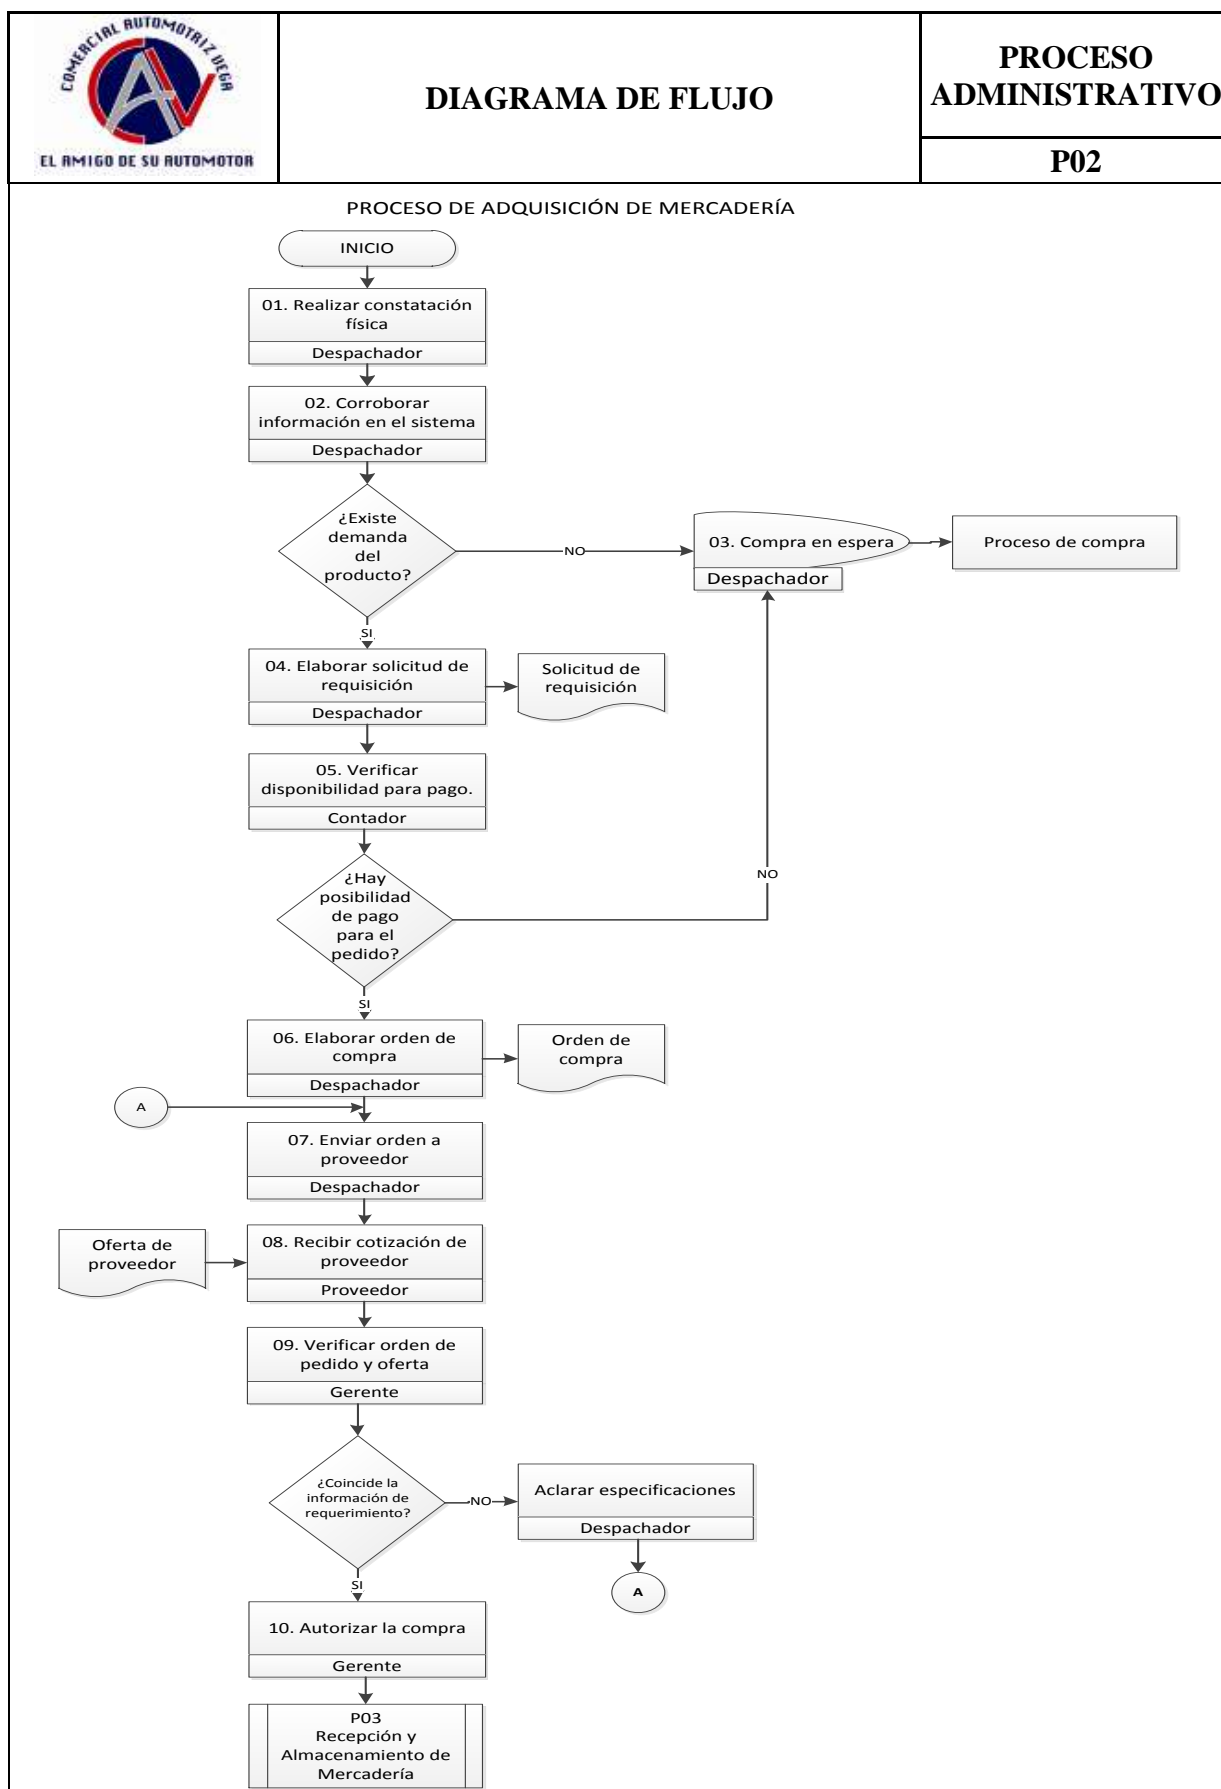 COMERCIAL AUTOMOTRIZ VEGA
EL AMIGO DE SU AUTOMOTOR
DIAGRAMA DE FLUJO
PROCESO
ADMINISTRATIVO
P02
PROCESO DE ADQUISICIÓN DE MERCADERÍA
INICIO
01. Realizar constatación
física
Despachador
02. Corroborar
información en el sistema
Despachador
¿Existe
demanda
del
producto?
NO
03. Compra en espera
Despachador
Proceso de compra
SI
04. Elaborar solicitud de
requisición
Despachador
Solicitud de
requisición
05. Verificar
disponibilidad para pago.
Contador
¿Hay
posibilidad
de pago
para el
pedido?
NO
SI
06. Elaborar orden de
compra
Despachador
Orden de
compra
A
07. Enviar orden a
proveedor
Despachador
Oferta de
proveedor
08. Recibir cotización de
proveedor
Proveedor
09. Verificar orden de
pedido y oferta
Gerente
¿Coincide la
información de
requerimiento?
NO
Aclarar especificaciones
Despachador
A
SI
10. Autorizar la compra
Gerente
P03
Recepción y
Almacenamiento de
Mercadería